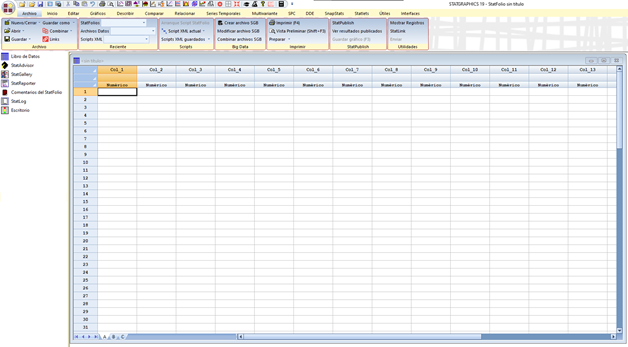 STATGRAPHICS 19 - StatFolio sin título
Archivo Inicio Editar Gráficos Describir Comparar Relacionar Series Temporales Multivariante SPC DOE SnapStats Statlets Útiles Interfaces
Nuevo/Cerrar Guardar como StatFolios Crear archivo SGB Imprimir (F4) StatPublish Mostrar Registros
Abrir Combinar Archivos Datos Script XML actual Modificar archivo SGB Vista Preliminar (Shift+F3) Ver resultados publicados StatLink
Guardar Links Scripts XML Scripts XML guardados Combinar archivos SGB Preparar Guardar gráfico (F3) Enviar
Archivo Reciente Scripts Big Data Imprimir StatPublish Utilidades
Libro de Datos
StatAdvisor
StatGallery
StatReporter
Comentarios del StatFolio
StatLog
Escritorio
Col_1 Col_2 Col_3 Col_4 Col_5 Col_6 Col_7 Col_8 Col_9 Col_10 Col_11 Col_12 Col_13
Numérico Numérico Numérico Numérico Numérico Numérico Numérico Numérico Numérico Numérico Numérico Numérico Numérico
1
2
3
4
5
6
7
8
9
10
11
12
13
14
15
16
17
18
19
20
21
22
23
24
25
26
27
28
29
30
31
A B C